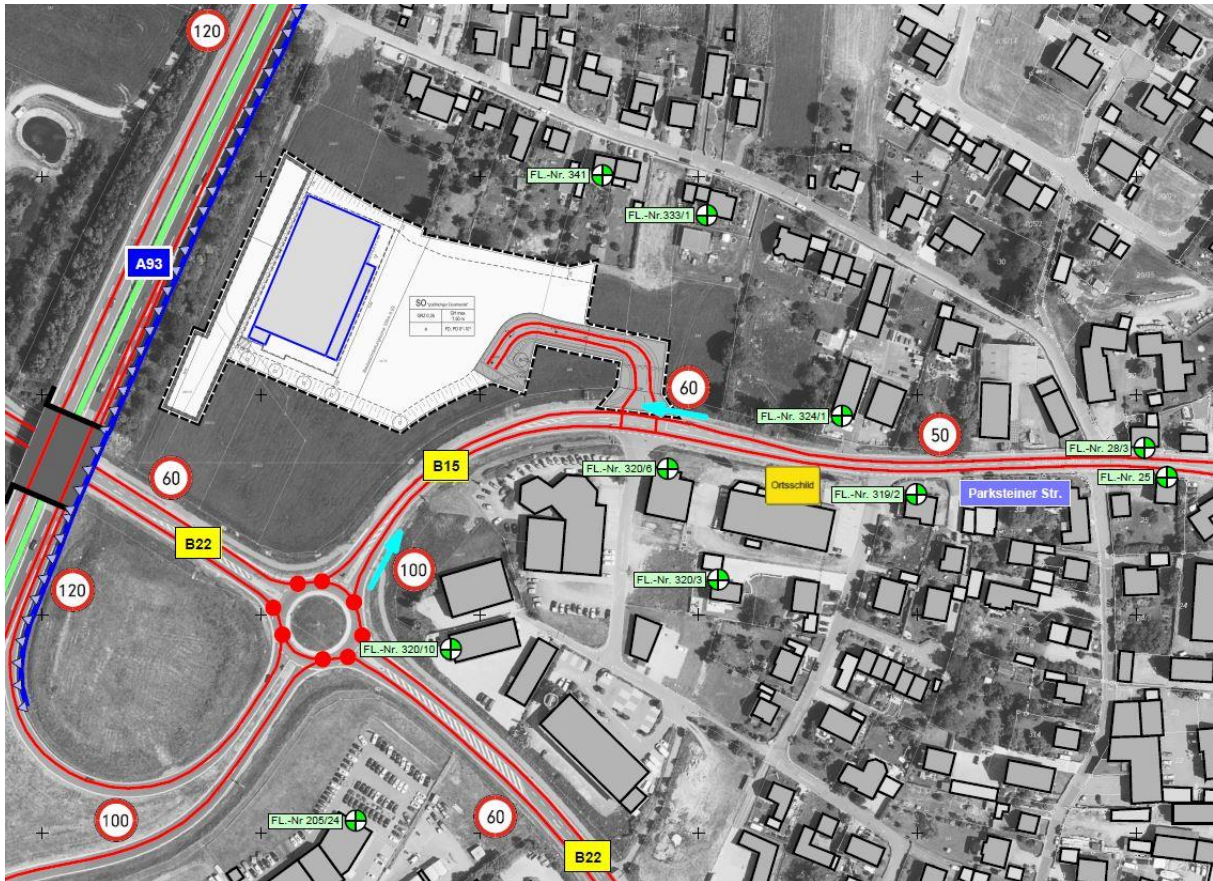 120
FL.-Nr. 341
FL.-Nr.333/1
A93
SO
60
FL.-Nr. 324/1
50
FL.-Nr. 28/3
B15
FL.-Nr. 320/6
FL.-Nr. 25
60
Ortsschild
FL.-Nr. 319/2
Parksteiner Str.
B22
100
FL.-Nr. 320/3
120
FL.-Nr. 320/10
100
FL.-Nr 205/24
60
B22